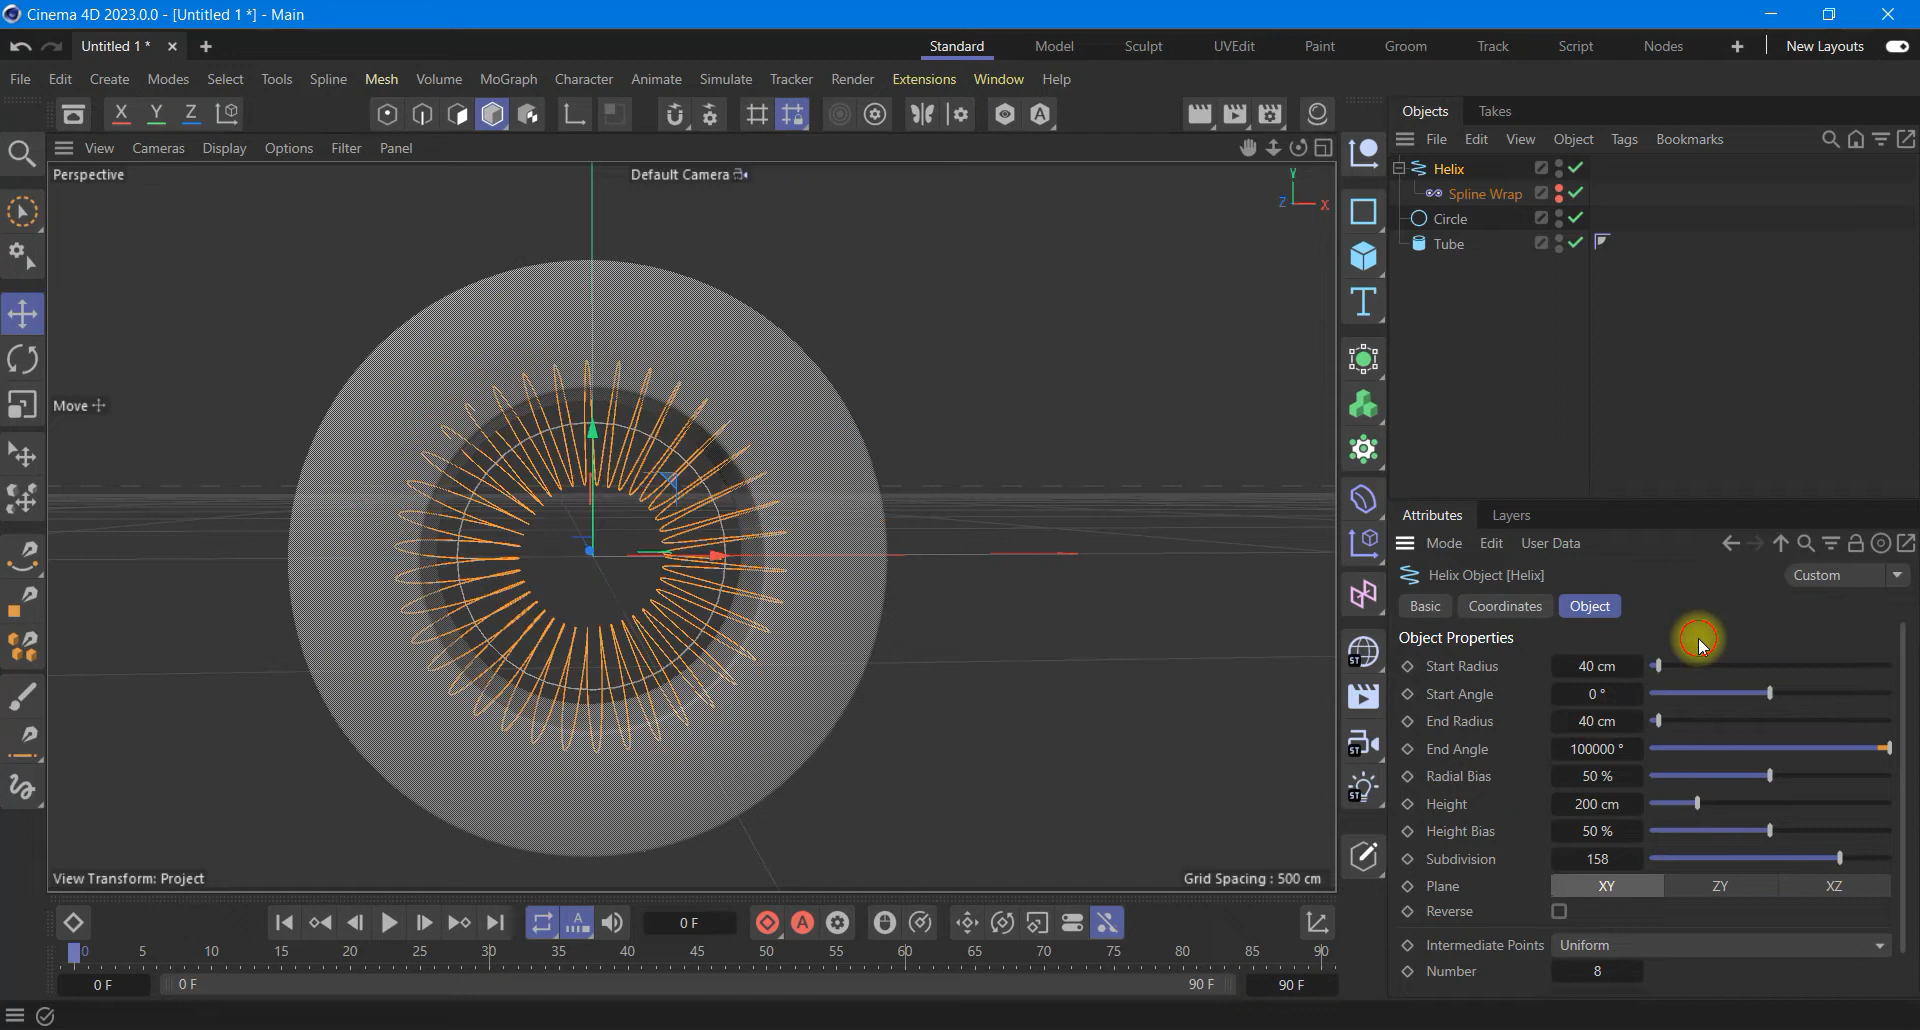 Cinema 4D 2023.0.0 - [Untitled 1 *] - Main
Untitled 1 *
Standard Model Sculpt UVEdit Paint Groom Track Script Nodes New Layouts
File Edit Create Modes Select Tools Spline Mesh Volume MoGraph Character Animate Simulate Tracker Render Extensions Window Help
X Y Z
A
View Cameras Display Options Filter Panel
Perspective
Default Camera
Y
Z X
Move
View Transform: Project
Grid Spacing : 500 cm
T
ST
ST
ST
Objects Takes
File Edit View Object Tags Bookmarks
Helix
Spline Wrap
Circle
Tube
Attributes Layers
Mode Edit User Data
Helix Object [Helix] Custom
Basic Coordinates Object
Object Properties
Start Radius 40 cm
Start Angle 0 °
End Radius 40 cm
End Angle 100000 °
Radial Bias 50 %
Height 200 cm
Height Bias 50 %
Subdivision 158
Plane XY ZY XZ
Reverse
Intermediate Points Uniform
Number 8
A 0 F A
0 5 10 15 20 25 30 35 40 45 50 55 60 65 70 75 80 85 90
0 F 0 F 90 F 90 F